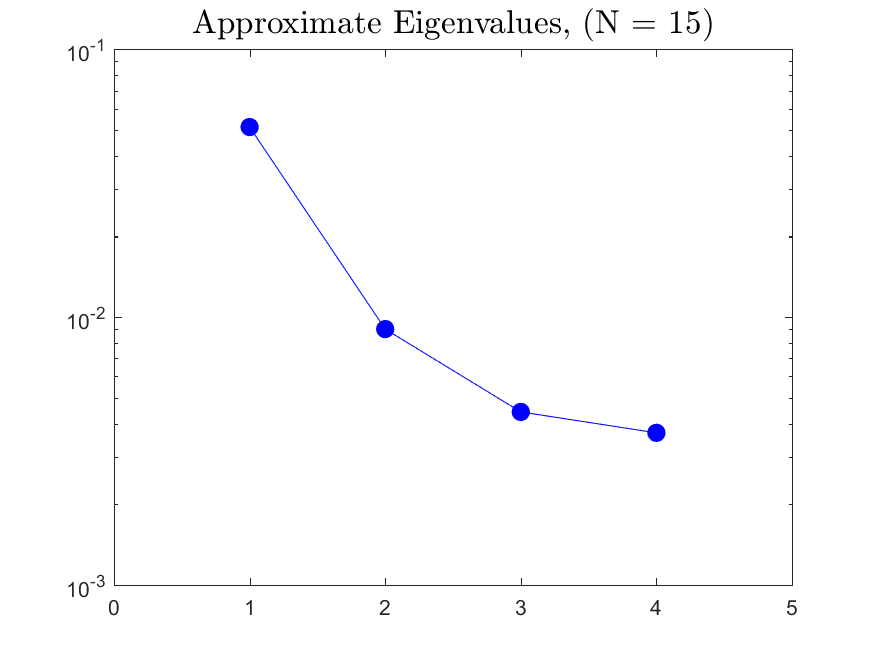 Approximate Eigenvalues, (N = 15)
10-1
10-2
10-3
0 1 2 3 4 5